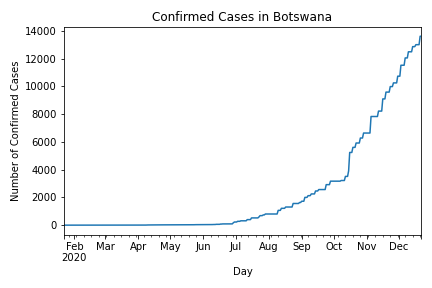 Confirmed Cases in Botswana
14000
12000
10000
8000
6000
4000
2000
0
Number of Confirmed Cases
Feb Mar Apr May Jun Jul Aug Sep Oct Nov Dec
2020
Day